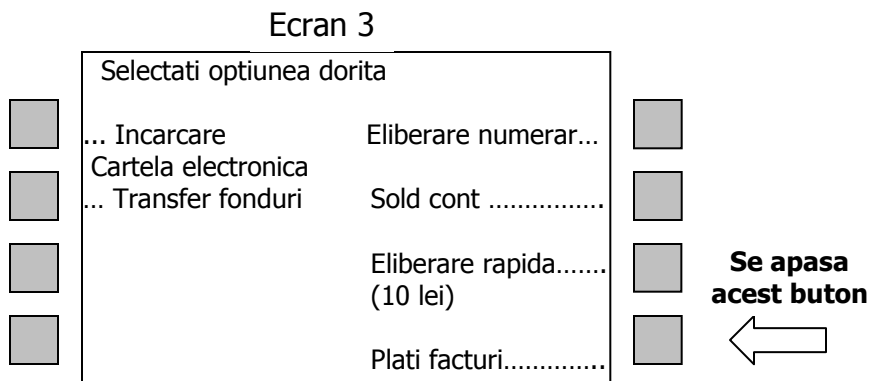 Ecran 3
Selectati optiunea dorita
... Incarcare
Cartela electronica
... Transfer fonduri
Eliberare numerar...
Sold cont ................
Eliberare rapida.......
(10 lei)
Plati facturi..............
Se apasa
acest buton